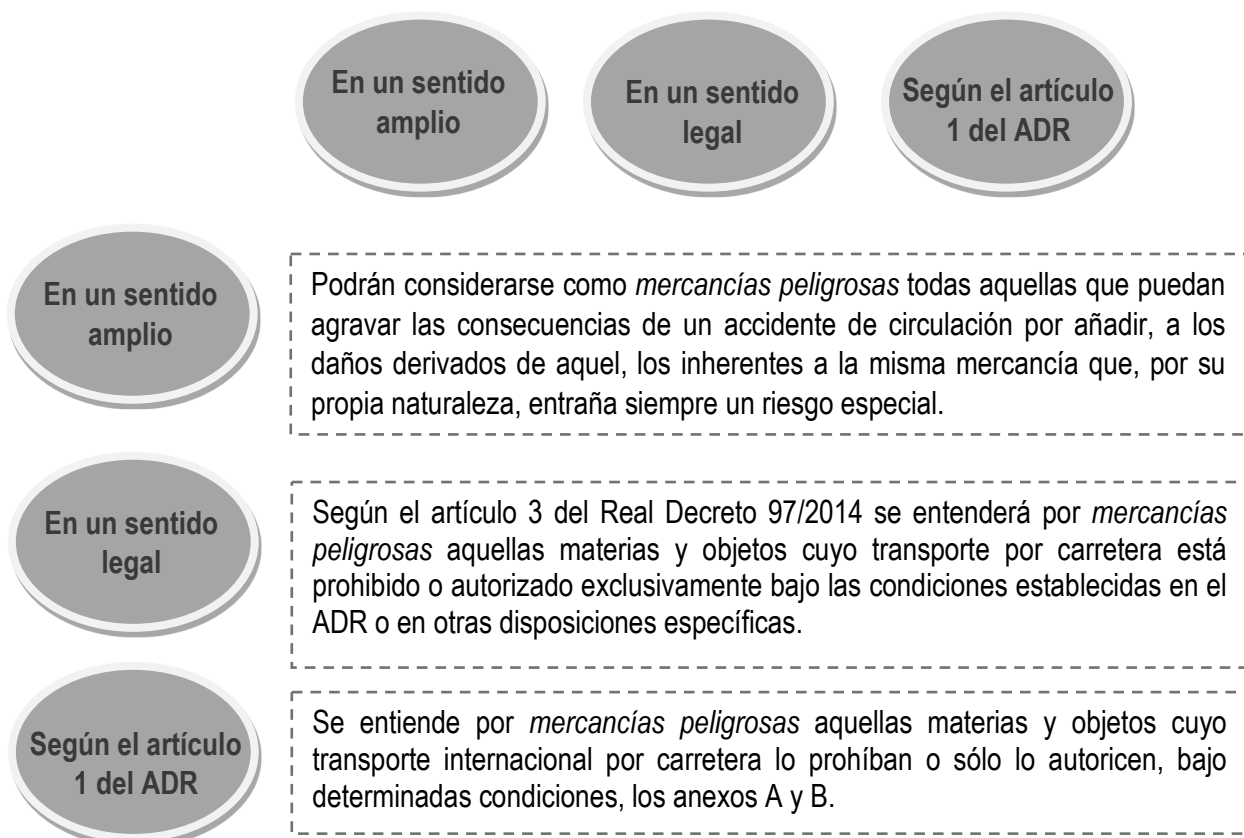 En un sentido
amplio
En un sentido
legal
Según el artículo
1 del ADR
En un sentido
amplio
Podrán considerarse como mercancías peligrosas todas aquellas que puedan
agravar las consecuencias de un accidente de circulación por añadir, a los
daños derivados de aquel, los inherentes a la misma mercancía que, por su
propia naturaleza, entraña siempre un riesgo especial.
En un sentido
legal
Según el artículo 3 del Real Decreto 97/2014 se entenderá por mercancías
peligrosas aquellas materias y objetos cuyo transporte por carretera está
prohibido o autorizado exclusivamente bajo las condiciones establecidas en el
ADR o en otras disposiciones específicas.
Según el artículo
1 del ADR
Se entiende por mercancías peligrosas aquellas materias y objetos cuyo
transporte internacional por carretera lo prohíban o sólo lo autoricen, bajo
determinadas condiciones, los anexos A y B.